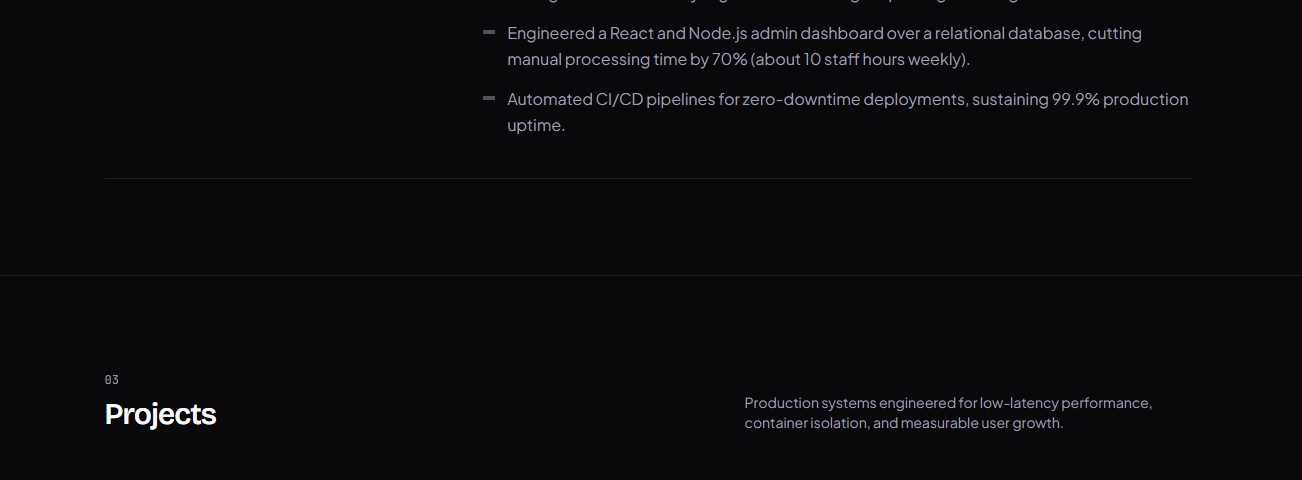 Engineered a React and Node.js admin dashboard over a relational database, cutting
manual processing time by 70% (about 10 staff hours weekly).
Automated CI/CD pipelines for zero-downtime deployments, sustaining 99.9% production
uptime.
03
Projects
Production systems engineered for low-latency performance,
container isolation, and measurable user growth.